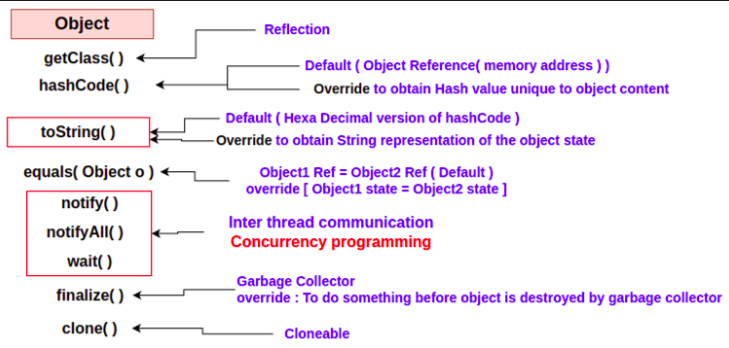 Object
Reflection
getClass( )
Default ( Object Reference( memory address ) )
hashCode( )
Override to obtain Hash value unique to object content
Default ( Hexa Decimal version of hashCode )
toString( )
Override to obtain String representation of the object state
equals( Object o )
Object1 Ref = Object2 Ref ( Default )
override [ Object1 state = Object2 state ]
notify( )
notifyAll( )
wait( )
Inter thread communication
Concurrency programming
Garbage Collector
finalize( )
override : To do something before object is destroyed by garbage collector
clone( )
Cloneable